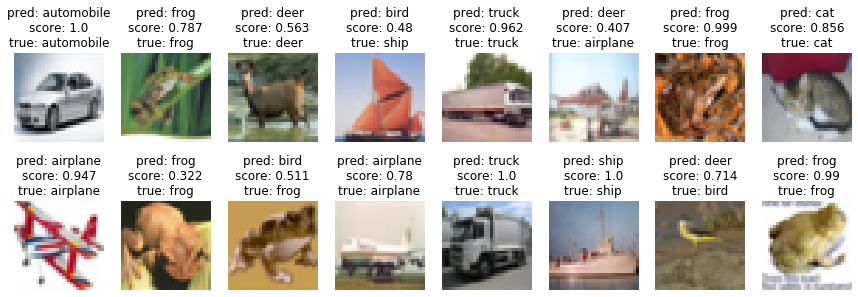 pred: automobile
score: 1.0
true: automobile
pred: frog
score: 0.787
true: frog
pred: deer
score: 0.563
true: deer
pred: bird
score: 0.48
true: ship
pred: truck
score: 0.962
true: truck
pred: deer
score: 0.407
true: airplane
pred: frog
score: 0.999
true: frog
pred: cat
score: 0.856
true: cat
pred: airplane
score: 0.947
true: airplane
pred: frog
score: 0.322
true: frog
pred: bird
score: 0.511
true: frog
pred: airplane
score: 0.78
true: airplane
pred: truck
score: 1.0
true: truck
pred: ship
score: 1.0
true: ship
pred: deer
score: 0.714
true: bird
pred: frog
score: 0.99
true: frog